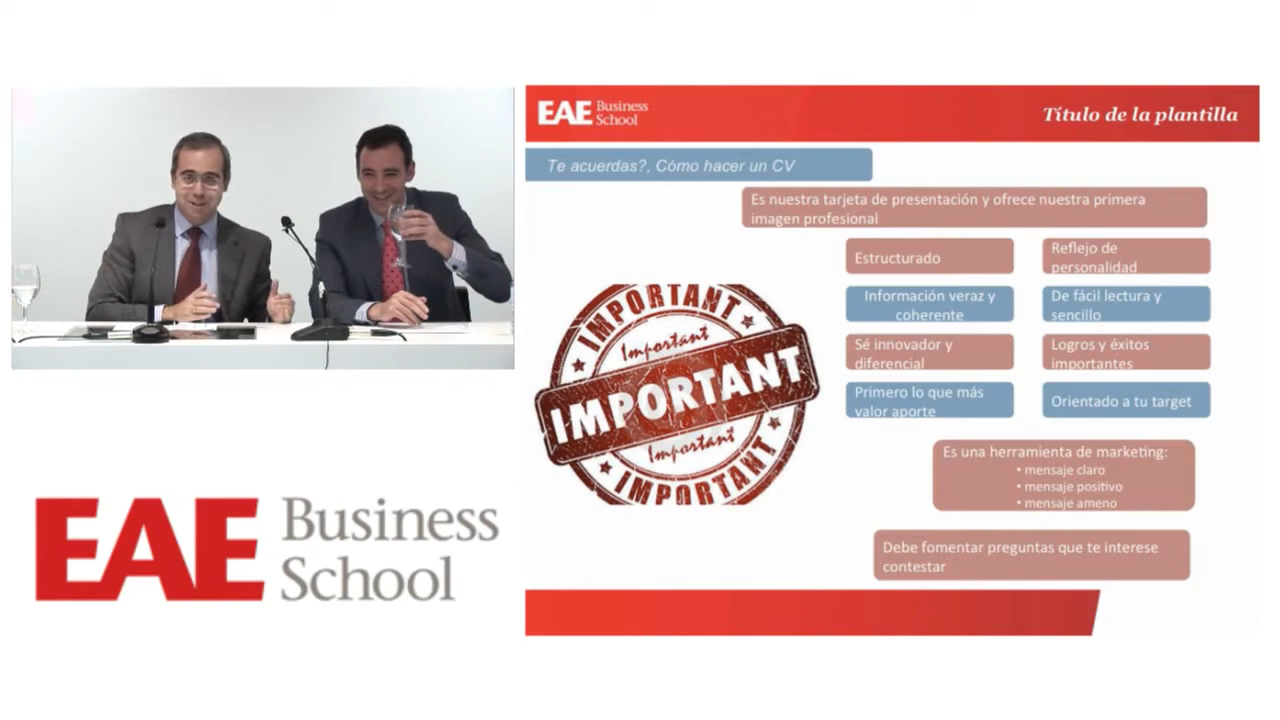 EAE Business
School
Título de la plantilla
Te acuerdas?, Cómo hacer un CV
Es nuestra tarjeta de presentación y ofrece nuestra primera
imagen profesional
Estructurado
Reflejo de
personalidad
Información veraz y
coherente
De fácil lectura y
sencillo
Sé innovador y
diferencial
Logros y éxitos
importantes
Primero lo que más
valor aporte
Orientado a tu target
IMPORTANT
Important
IMPORTANT
Important
IMPORTANT
Es una herramienta de marketing:
• mensaje claro
• mensaje positivo
• mensaje ameno
Debe fomentar preguntas que te interese
contestar
EAE Business
School